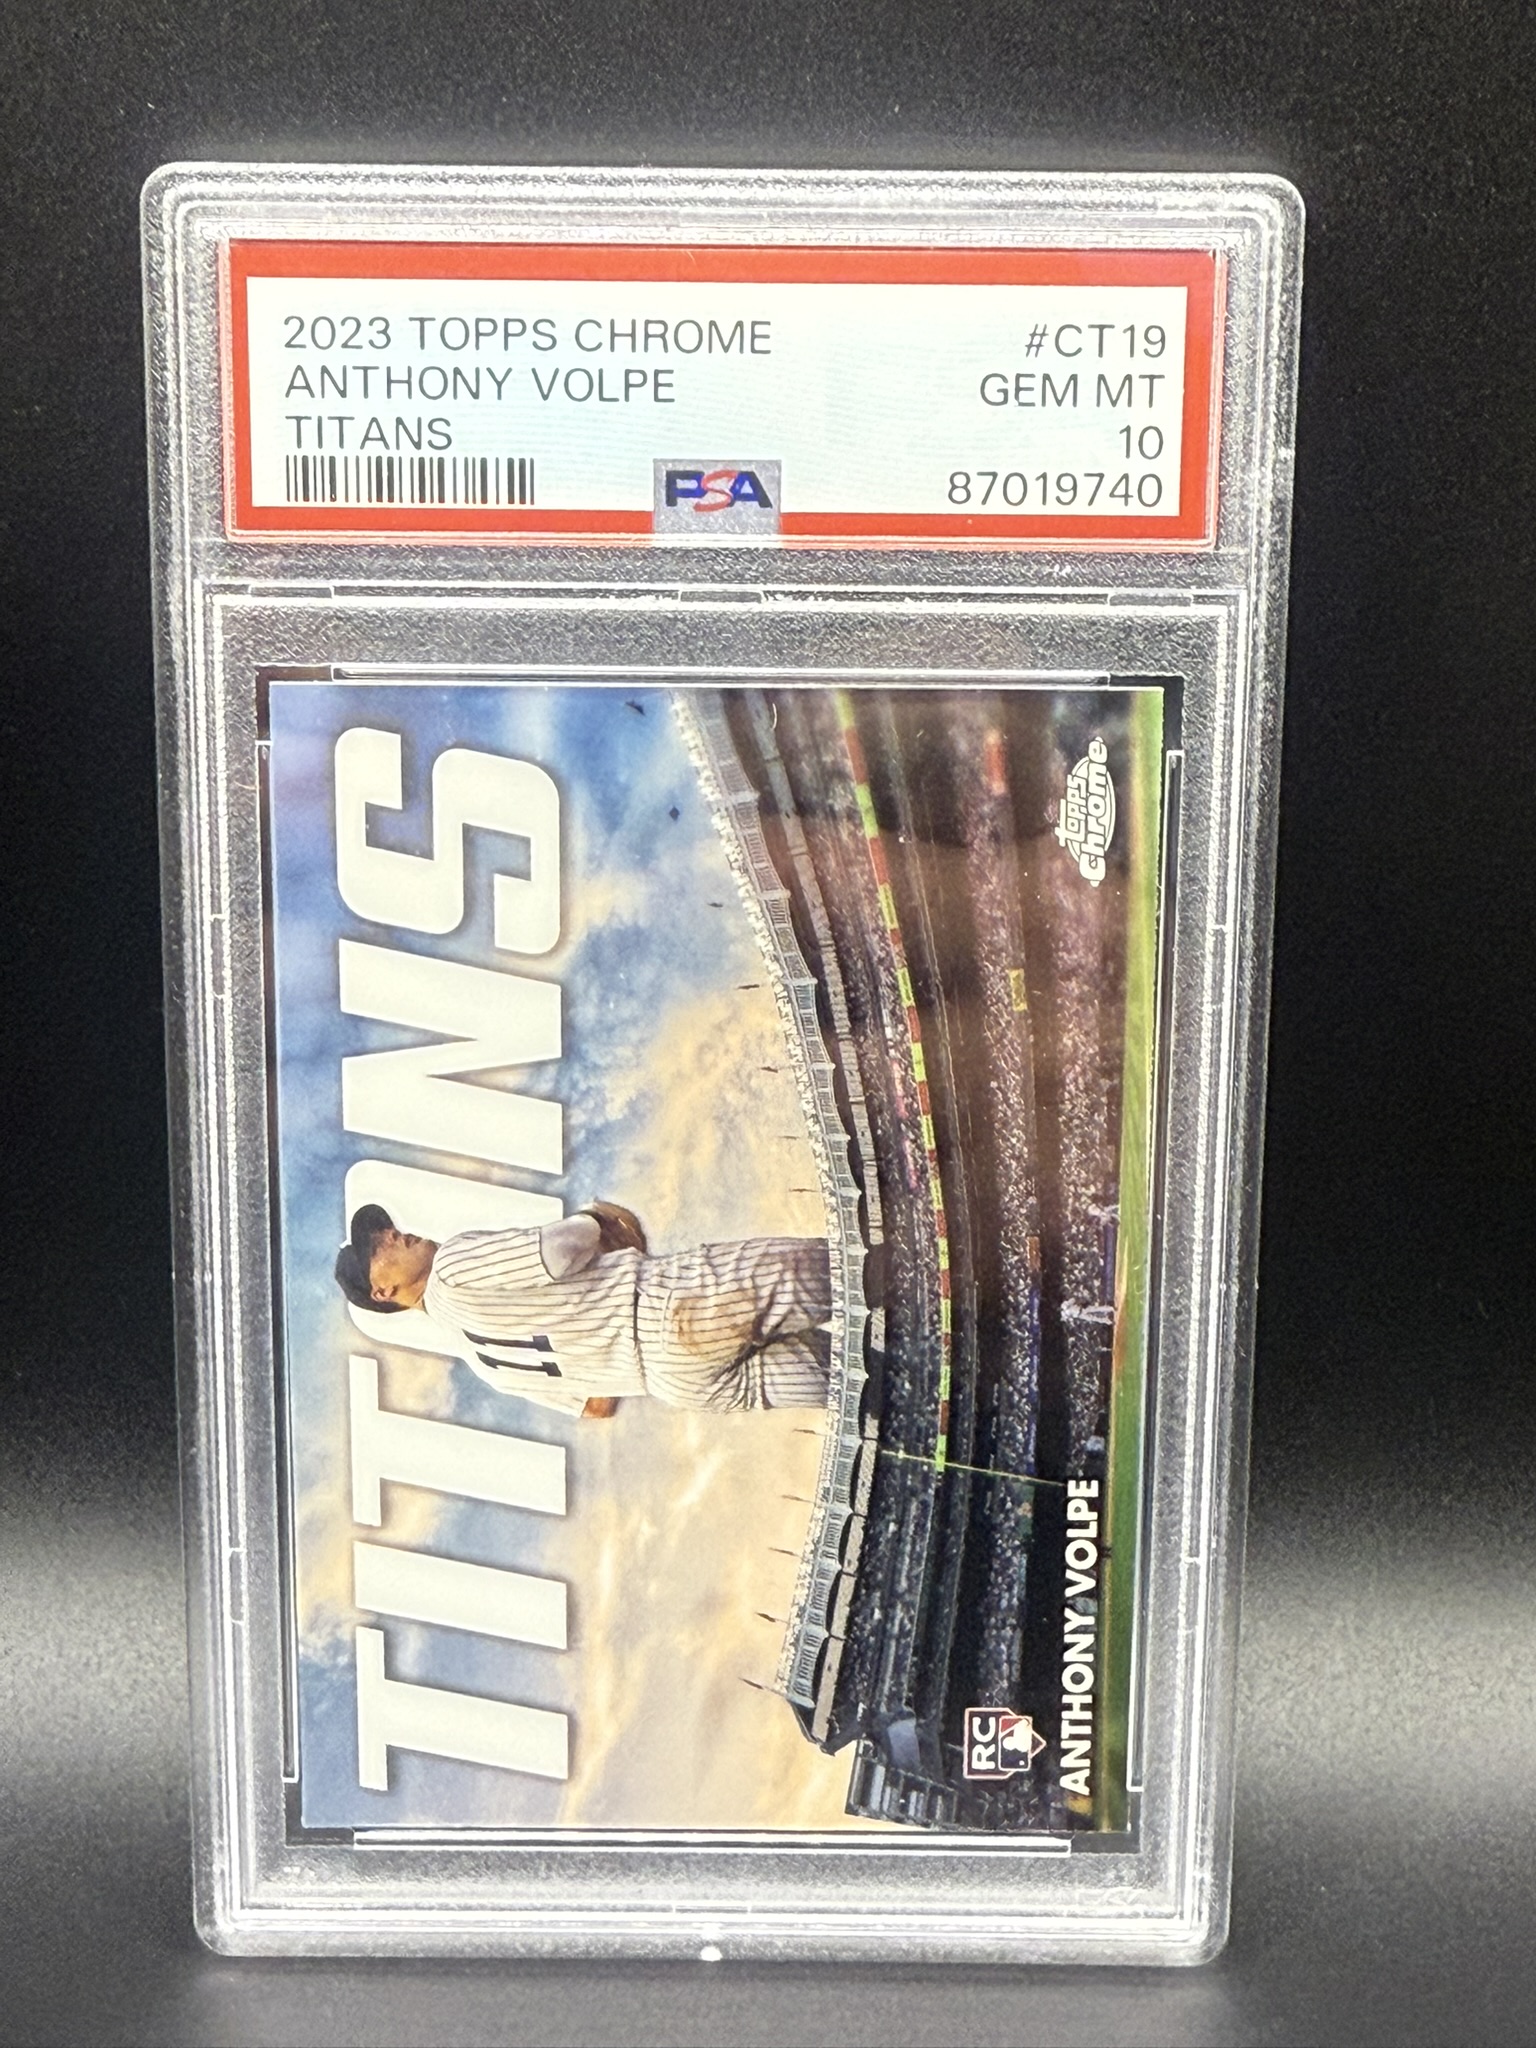 2023 TOPPS CHROME #CT19
ANTHONY VOLPE GEM MT
TITANS 10
PSA 87019740
TITANS
11
Topps
Chrome
RC
ANTHONY VOLPE